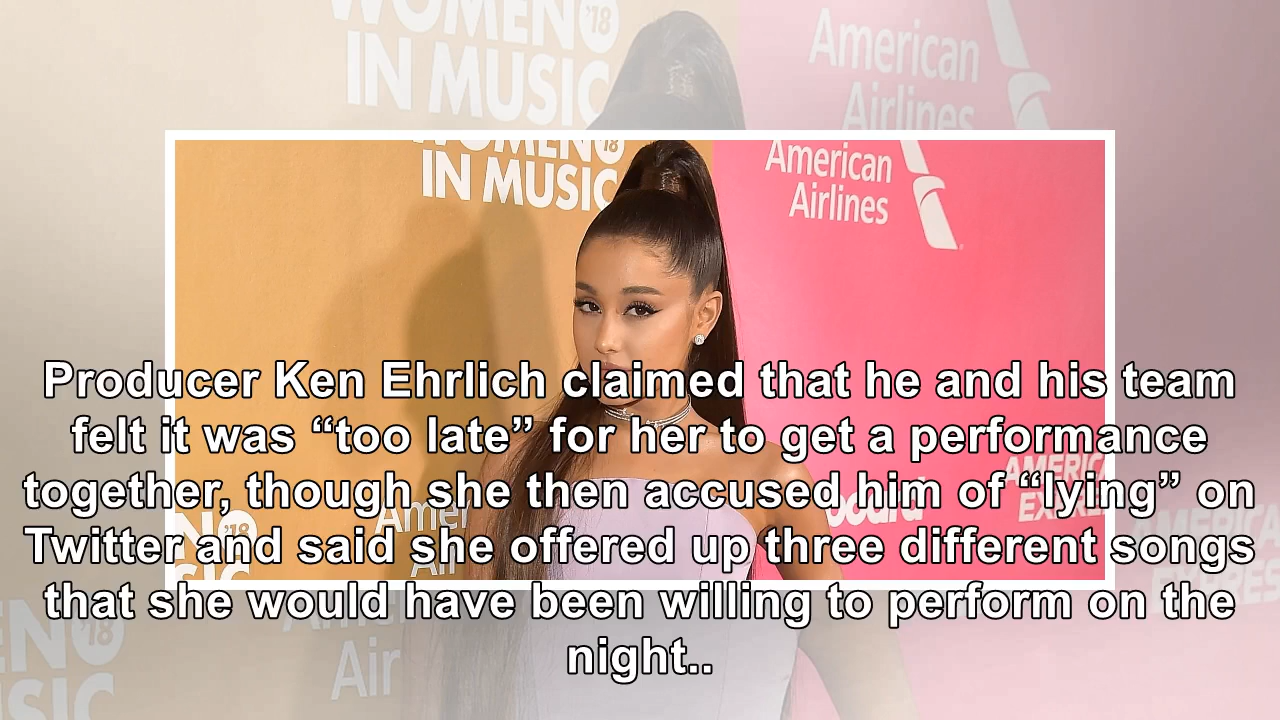 WOMEN '18
IN MUSIC
American
Airlines
WOMEN '18
IN MUSIC
American
Airlines
Producer Ken Ehrlich claimed that he and his team
felt it was “too late” for her to get a performance
together, though she then accused him of “lying” on
Twitter and said she offered up three different songs
that she would have been willing to perform on the
night..